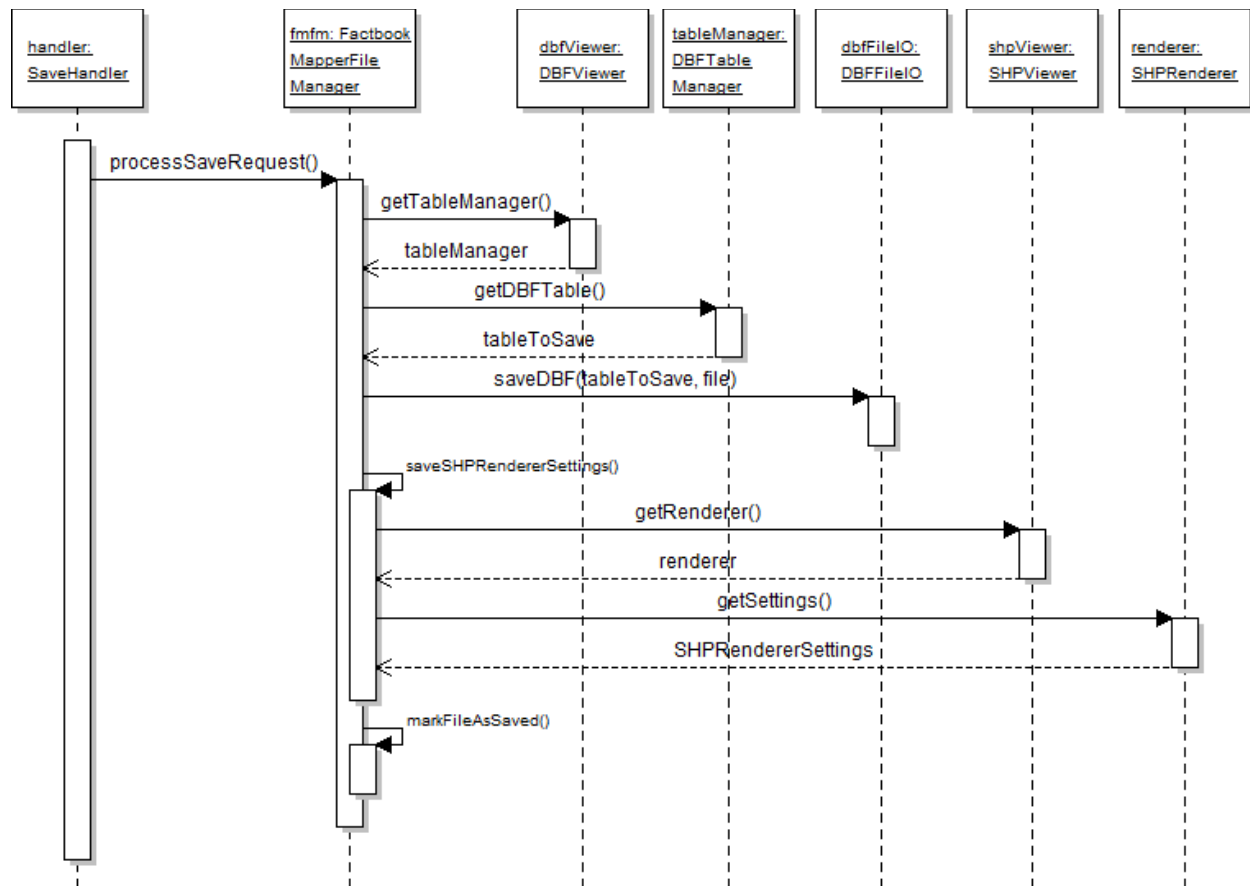 handler:
SaveHandler
fmfm: Factbook
MapperFile
Manager
dbfViewer:
DBFViewer
tableManager:
DBFTable
Manager
dbfFileIO:
DBFFileIO
shpViewer:
SHPViewer
renderer:
SHPRenderer
processSaveRequest()
getTableManager()
tableManager
getDBFTable()
tableToSave
saveDBF(tableToSave, file)
saveSHPRendererSettings()
getRenderer()
renderer
getSettings()
SHPRendererSettings
markFileAsSaved()